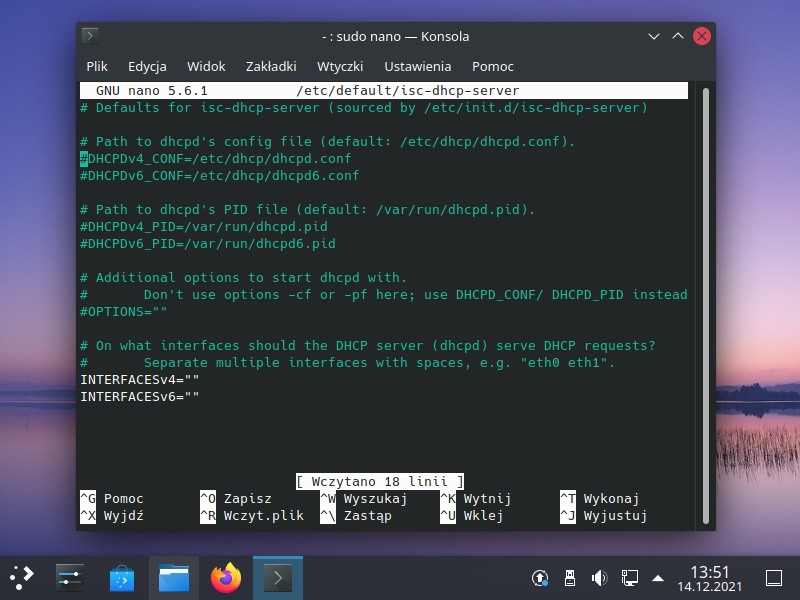 - : sudo nano — Konsola
Plik Edycja Widok Zakładki Wtyczki Ustawienia Pomoc
GNU nano 5.6.1 /etc/default/isc-dhcp-server
# Defaults for isc-dhcp-server (sourced by /etc/init.d/isc-dhcp-server)
# Path to dhcpd's config file (default: /etc/dhcp/dhcpd.conf).
#DHCPDv4_CONF=/etc/dhcp/dhcpd.conf
#DHCPDv6_CONF=/etc/dhcp/dhcpd6.conf
# Path to dhcpd's PID file (default: /var/run/dhcpd.pid).
#DHCPDv4_PID=/var/run/dhcpd.pid
#DHCPDv6_PID=/var/run/dhcpd6.pid
# Additional options to start dhcpd with.
# Don't use options -cf or -pf here; use DHCPD_CONF/ DHCPD_PID instead
#OPTIONS=""
# On what interfaces should the DHCP server (dhcpd) serve DHCP requests?
# Separate multiple interfaces with spaces, e.g. "eth0 eth1".
INTERFACESv4=""
INTERFACESv6=""
[ Wczytano 18 linii ]
^G Pomoc ^O Zapisz ^W Wyszukaj ^K Wytnij ^T Wykonaj
^X Wyjdź ^R Wczyt.plik ^\ Zastąp ^U Wklej ^J Wyjustuj
13:51
14.12.2021